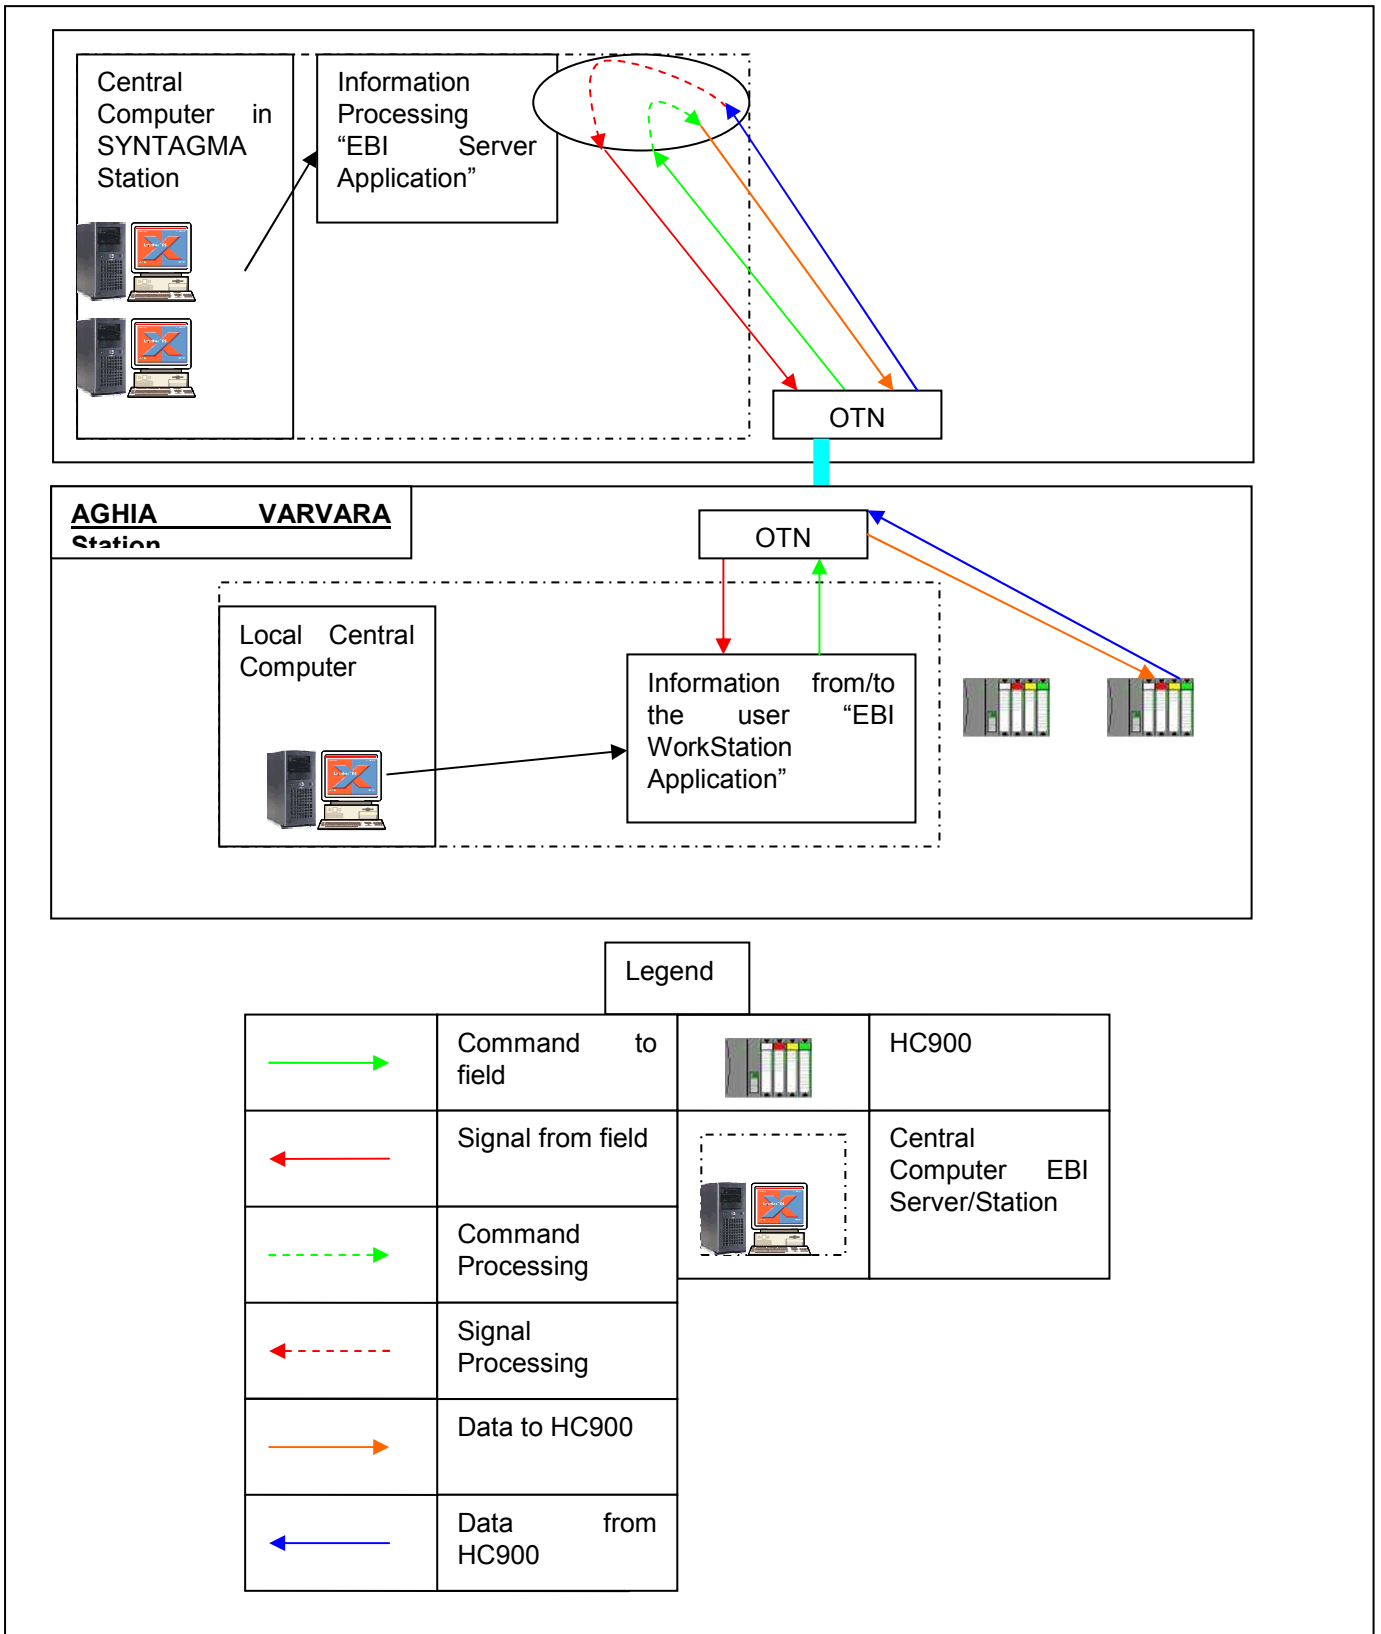 Central
Computer in
SYNTAGMA
Station
Information
Processing
“EBI Server
Application”
OTN
AGHIA VARVARA
Station
OTN
Local Central
Computer
Information from/to
the user “EBI
WorkStation
Application”
Legend
Command to
field
HC900
Signal from field
Central
Computer EBI
Server/Station
Command
Processing
Signal
Processing
Data to HC900
Data from
HC900